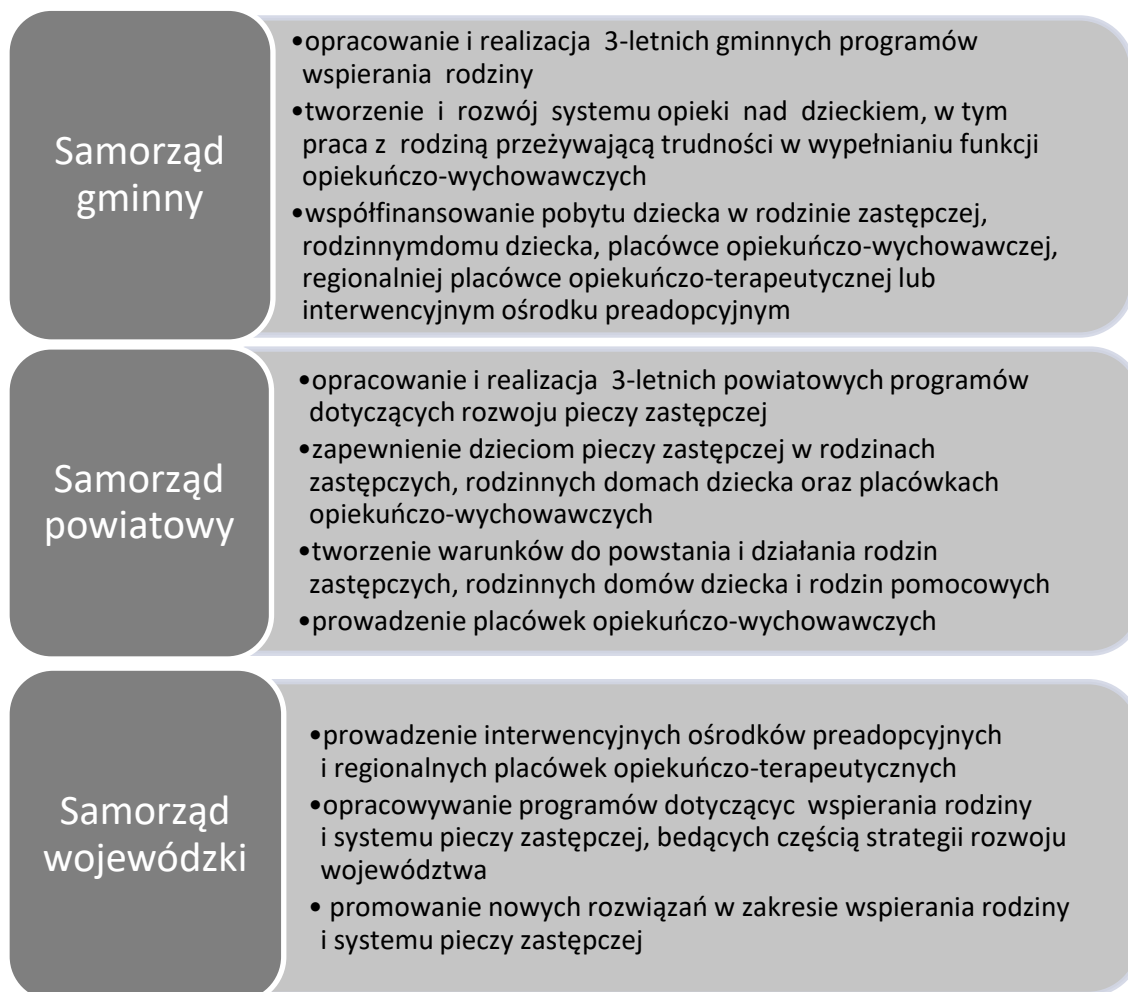 Samorząd
gminny
•opracowanie i realizacja 3-letnich gminnych programów
wspierania rodziny
•tworzenie i rozwój systemu opieki nad dzieckiem, w tym
praca z rodziną przeżywającą trudności w wypełnianiu funkcji
opiekuńczo-wychowawczych
•współfinansowanie pobytu dziecka w rodzinie zastępczej,
rodzinnymdomu dziecka, placówce opiekuńczo-wychowawczej,
regionalniej placówce opiekuńczo-terapeutycznej lub
interwencyjnym ośrodku preadopcyjnym
Samorząd
powiatowy
•opracowanie i realizacja 3-letnich powiatowych programów
dotyczących rozwoju pieczy zastępczej
•zapewnienie dzieciom pieczy zastępczej w rodzinach
zastępczych, rodzinnych domach dziecka oraz placówkach
opiekuńczo-wychowawczych
•tworzenie warunków do powstania i działania rodzin
zastępczych, rodzinnych domów dziecka i rodzin pomocowych
•prowadzenie placówek opiekuńczo-wychowawczych
Samorząd
wojewódzki
•prowadzenie interwencyjnych ośrodków preadopcyjnych
i regionalnych placówek opiekuńczo-terapeutycznych
•opracowywanie programów dotyczącyc wspierania rodziny
i systemu pieczy zastępczej, bedących częścią strategii rozwoju
województwa
• promowanie nowych rozwiązań w zakresie wspierania rodziny
i systemu pieczy zastępczej